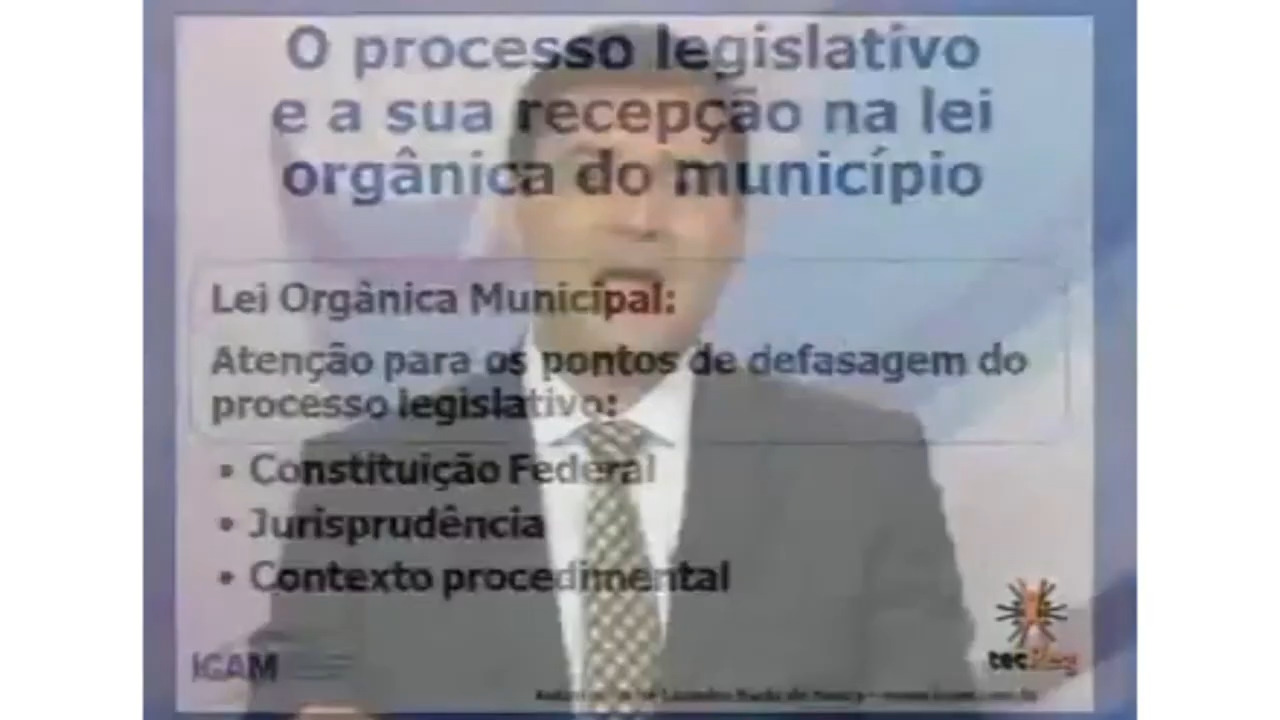 O processo legislativo
e a sua recepção na lei
orgânica do município
Lei Orgânica Municipal:
Atenção para os pontos de defasagem do
processo legislativo:
• Constituição Federal
• Jurisprudência
• Contexto procedimental
IGAM